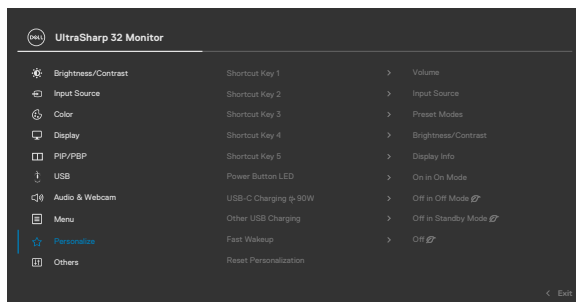 DELL UltraSharp 32 Monitor
Brightness/Contrast Shortcut Key 1 > Volume
Input Source Shortcut Key 2 > Input Source
Color Shortcut Key 3 > Preset Modes
Display Shortcut Key 4 > Brightness/Contrast
PIP/PBP Shortcut Key 5 > Display Info
USB Power Button LED > On in On Mode
Audio & Webcam USB-C Charging 90W > Off in Off Mode
Menu Other USB Charging > Off in Standby Mode
Personalize Fast Wakeup > Off
Others Reset Personalization
< Exit